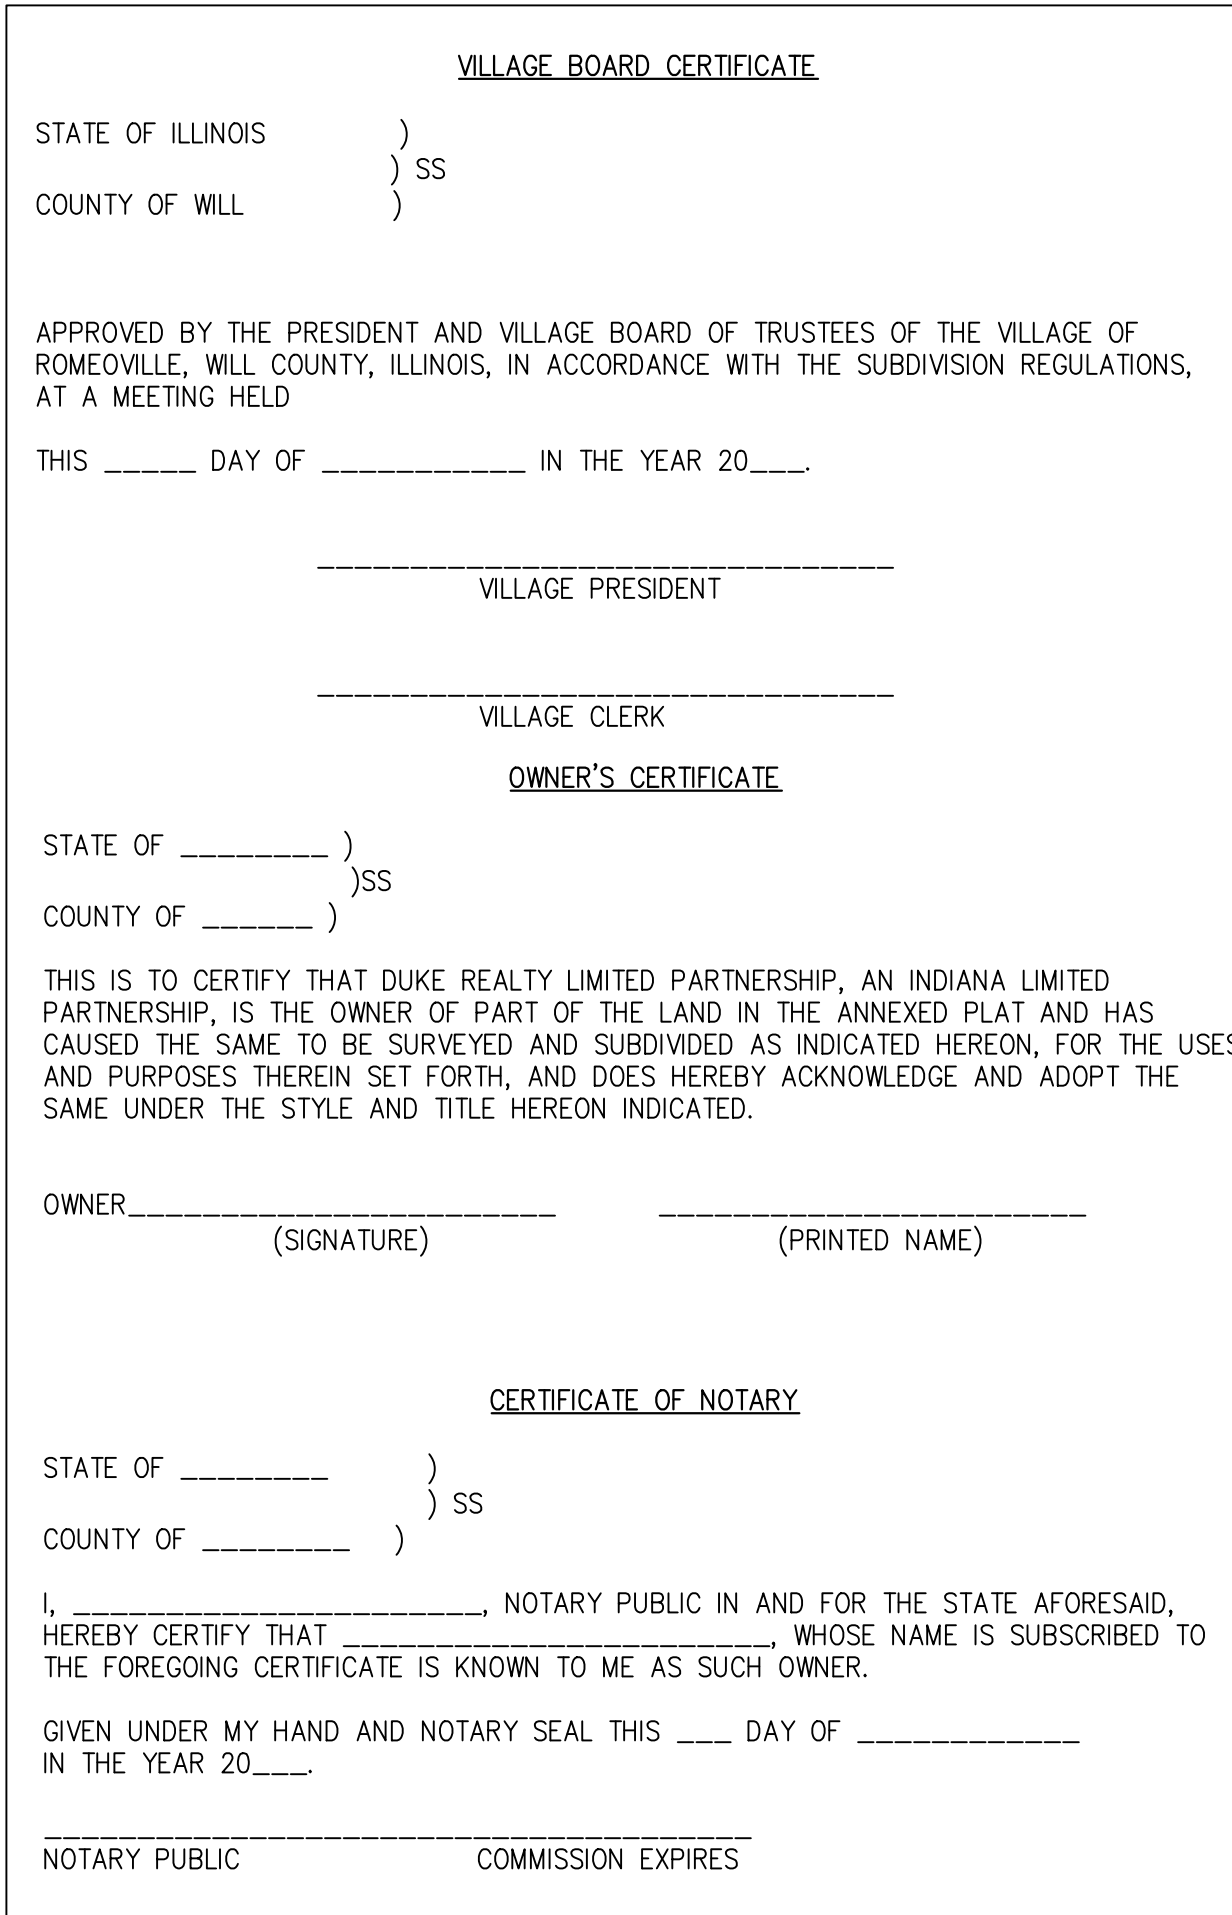 VILLAGE BOARD CERTIFICATE
STATE OF ILLINOIS )
) SS
COUNTY OF WILL )
APPROVED BY THE PRESIDENT AND VILLAGE BOARD OF TRUSTEES OF THE VILLAGE OF
ROMEOVILLE, WILL COUNTY, ILLINOIS, IN ACCORDANCE WITH THE SUBDIVISION REGULATIONS,
AT A MEETING HELD
THIS _____ DAY OF ___________ IN THE YEAR 20___.
_______________________________
VILLAGE PRESIDENT
_______________________________
VILLAGE CLERK
OWNER'S CERTIFICATE
STATE OF ________ )
)SS
COUNTY OF ______ )
THIS IS TO CERTIFY THAT DUKE REALTY LIMITED PARTNERSHIP, AN INDIANA LIMITED
PARTNERSHIP, IS THE OWNER OF PART OF THE LAND IN THE ANNEXED PLAT AND HAS
CAUSED THE SAME TO BE SURVEYED AND SUBDIVIDED AS INDICATED HEREON, FOR THE USES
AND PURPOSES THEREIN SET FORTH, AND DOES HEREBY ACKNOWLEDGE AND ADOPT THE
SAME UNDER THE STYLE AND TITLE HEREON INDICATED.
OWNER_______________________ _______________________
(SIGNATURE) (PRINTED NAME)
CERTIFICATE OF NOTARY
STATE OF ________ )
) SS
COUNTY OF ________ )
I, ______________________, NOTARY PUBLIC IN AND FOR THE STATE AFORESAID,
HEREBY CERTIFY THAT _______________________, WHOSE NAME IS SUBSCRIBED TO
THE FOREGOING CERTIFICATE IS KNOWN TO ME AS SUCH OWNER.
GIVEN UNDER MY HAND AND NOTARY SEAL THIS ___ DAY OF ____________
IN THE YEAR 20___.
______________________________________
NOTARY PUBLIC COMMISSION EXPIRES